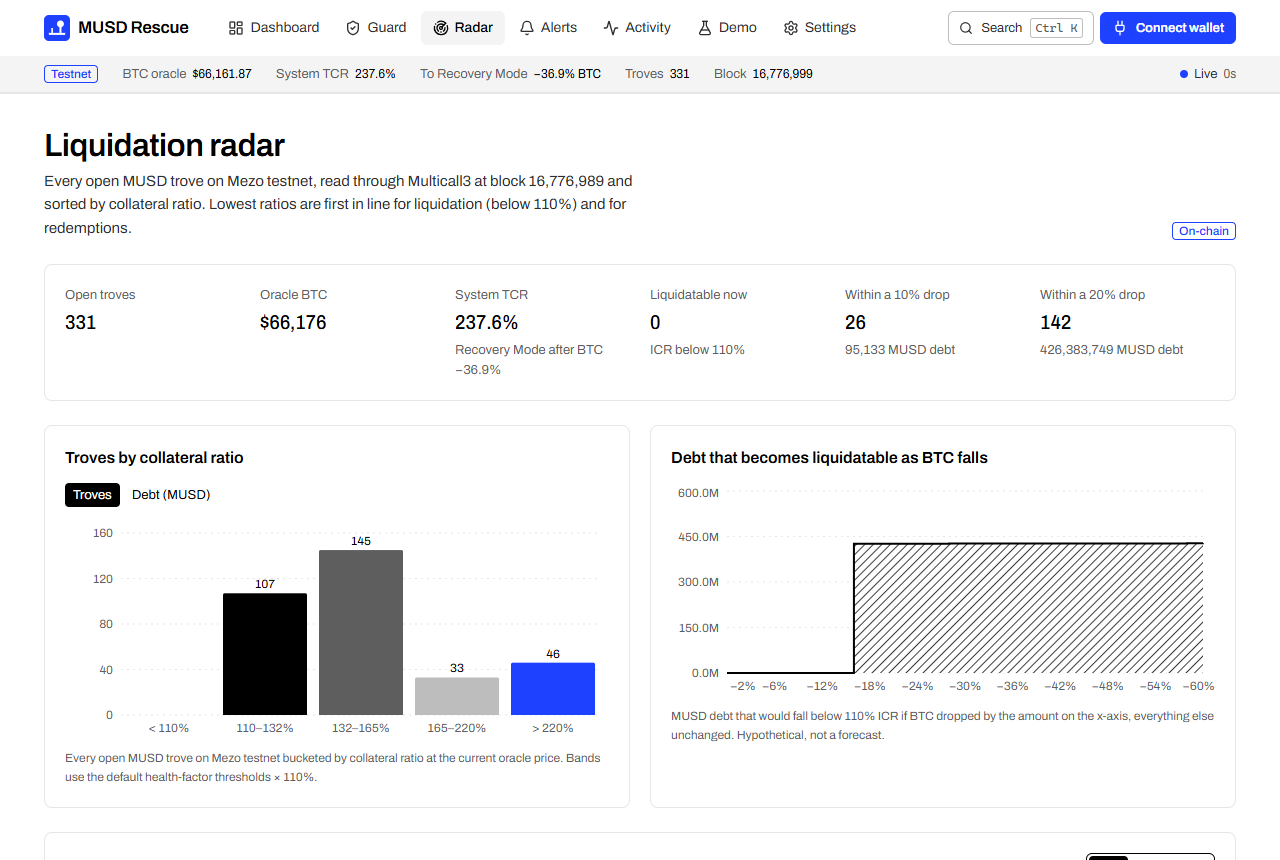 MUSD Rescue Dashboard Guard Radar Alerts Activity Demo Settings Search Ctrl K Connect wallet
Testnet BTC oracle $66,161.87 System TCR 237.6% To Recovery Mode −36.9% BTC Troves 331 Block 16,776,999 Live 0s
Liquidation radar
Every open MUSD trove on Mezo testnet, read through Multicall3 at block 16,776,989 and
sorted by collateral ratio. Lowest ratios are first in line for liquidation (below 110%) and for
redemptions.
On-chain
Open troves
331
Oracle BTC
$66,176
System TCR
237.6%
Recovery Mode after BTC
−36.9%
Liquidatable now
0
ICR below 110%
Within a 10% drop
26
95,133 MUSD debt
Within a 20% drop
142
426,383,749 MUSD debt
Troves by collateral ratio
Troves Debt (MUSD)
160
120
80
40
0
107
145
33
46
< 110% 110–132% 132–165% 165–220% > 220%
Every open MUSD trove on Mezo testnet bucketed by collateral ratio at the current oracle price. Bands
use the default health-factor thresholds × 110%.
Debt that becomes liquidatable as BTC falls
600.0M
450.0M
300.0M
150.0M
0.0M
−2% −6% −12% −18% −24% −30% −36% −42% −48% −54% −60%
MUSD debt that would fall below 110% ICR if BTC dropped by the amount on the x-axis, everything else
unchanged. Hypothetical, not a forecast.